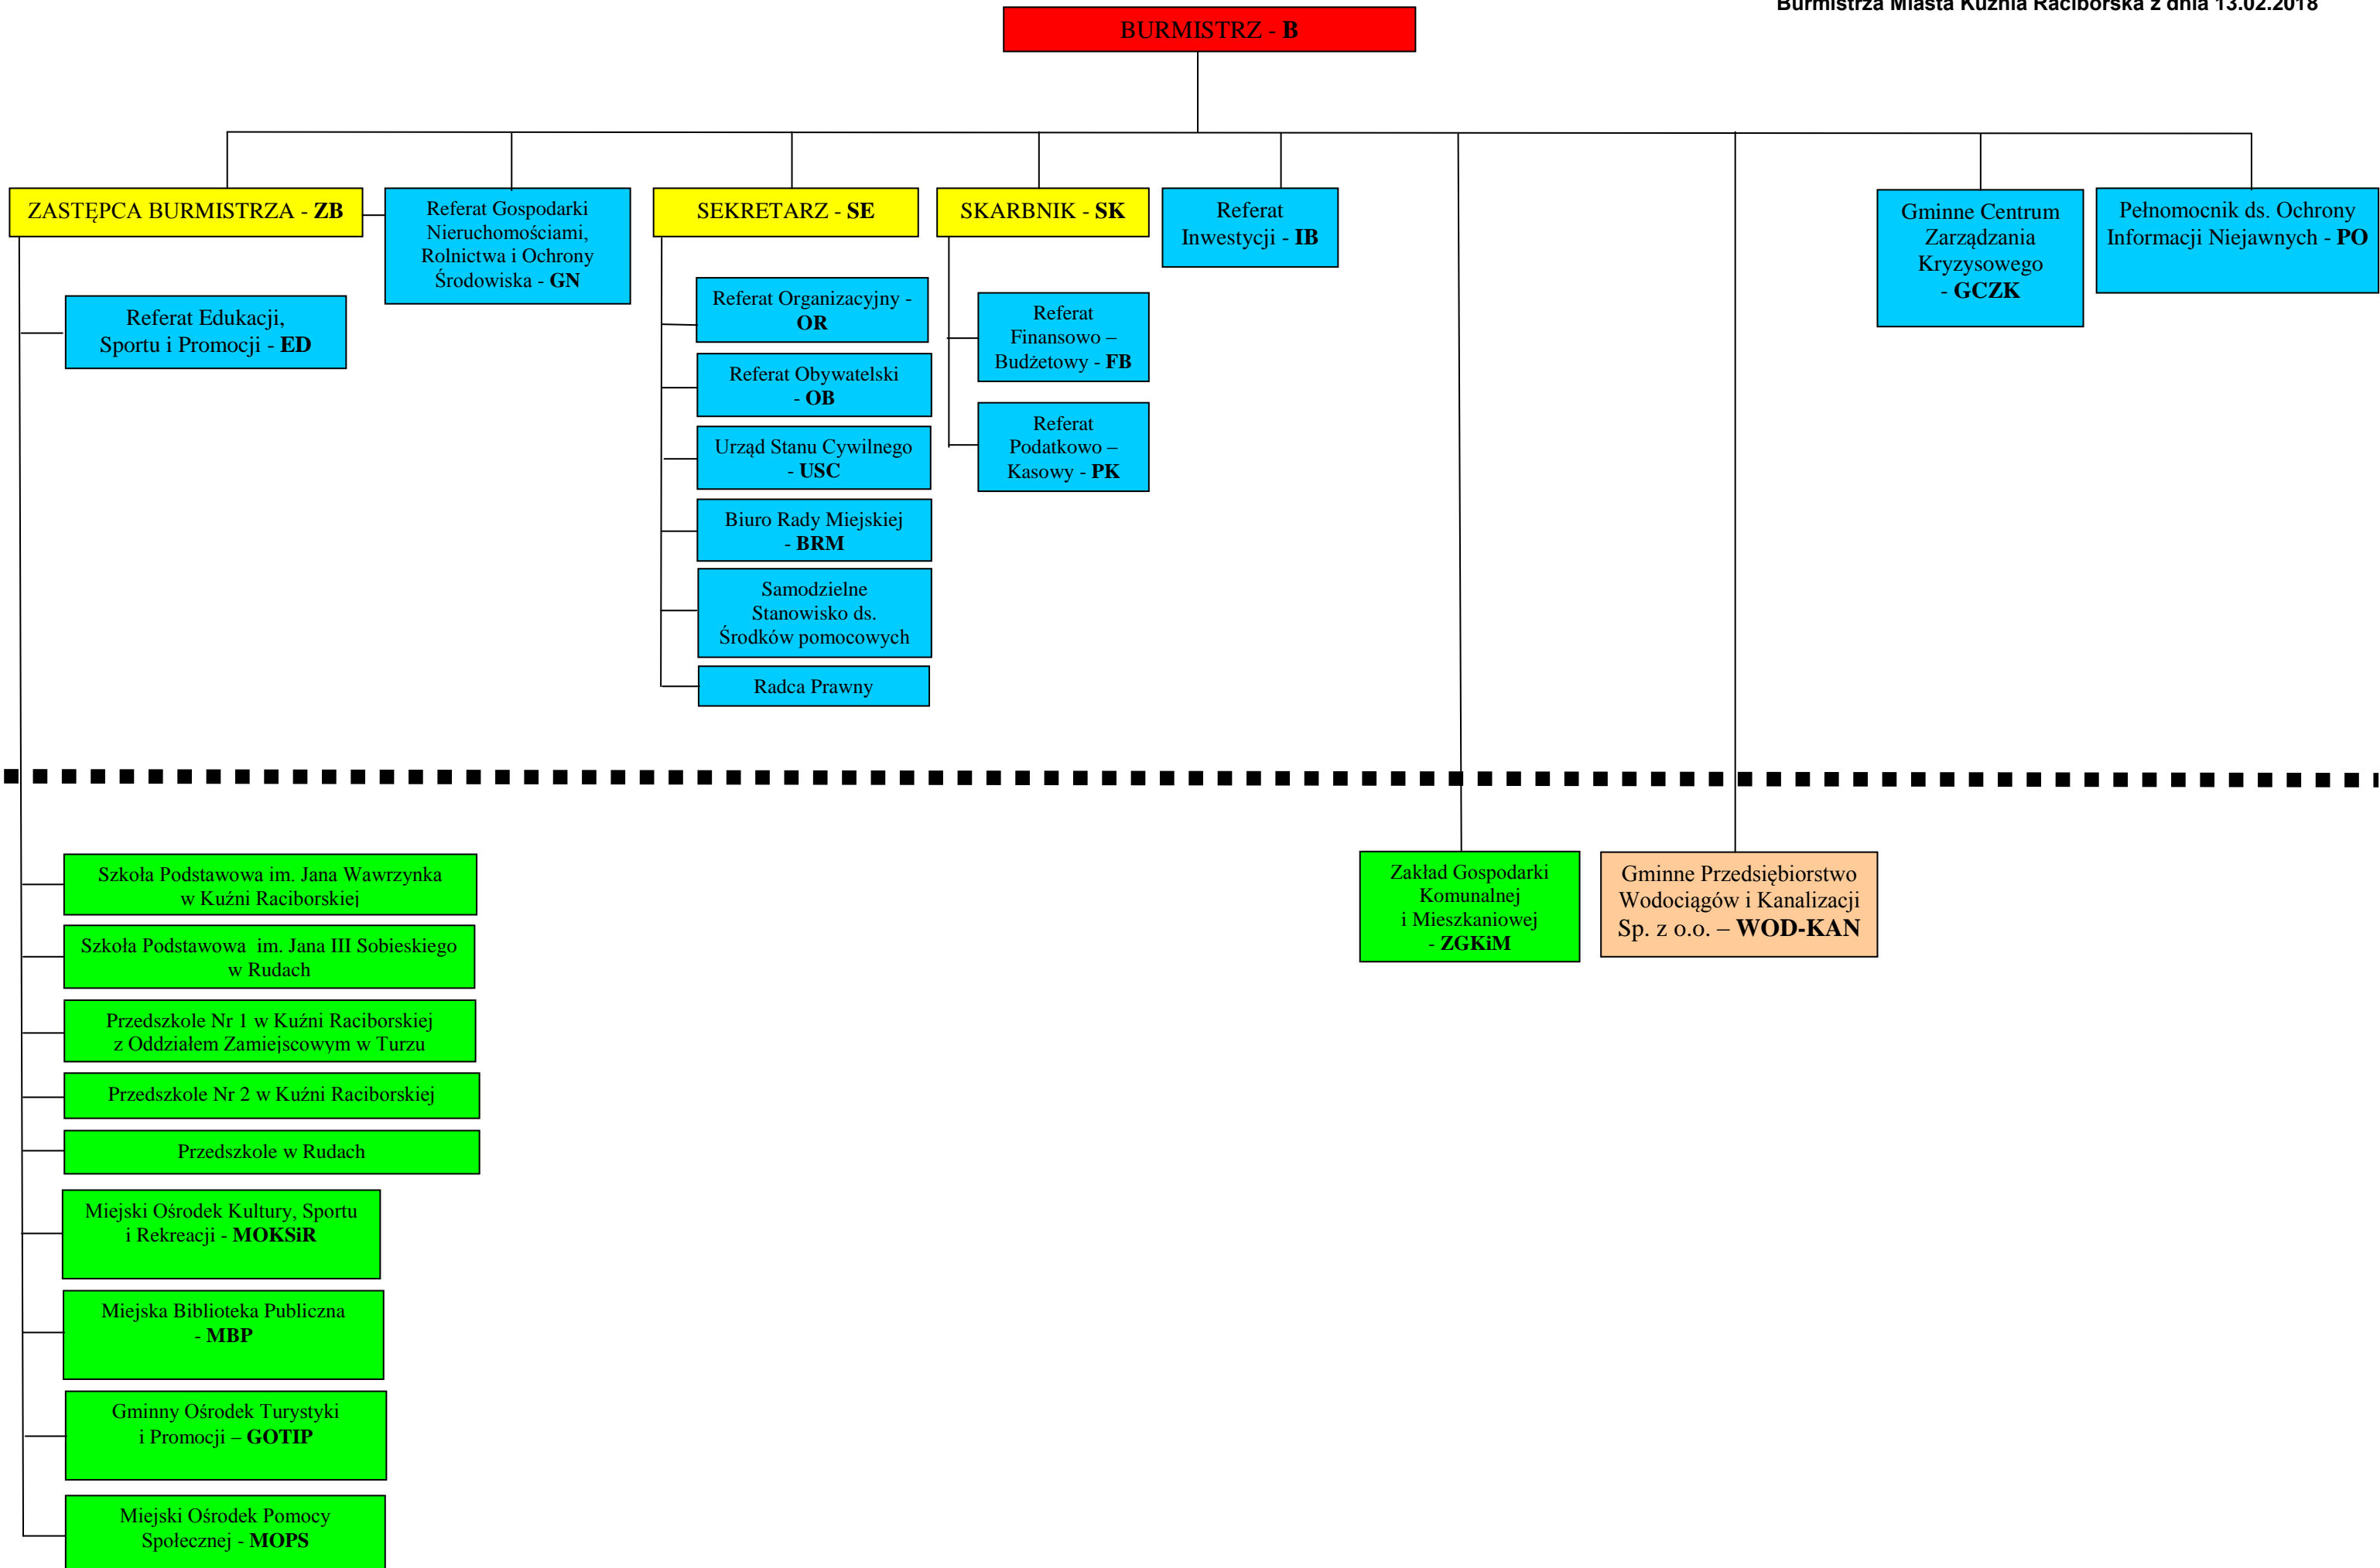 Burmistrza Miasta Kuźnia Raciborska z dnia 13.02.2018
BURMISTRZ - B
ZASTĘPCA BURMISTRZA - ZB
Referat Gospodarki
Nieruchomościami,
Rolnictwa i Ochrony
Środowiska - GN
SEKRETARZ - SE
SKARBNIK - SK
Referat
Inwestycji - IB
Gminne Centrum
Zarządzania
Kryzysowego
- GCZK
Pełnomocnik ds. Ochrony
Informacji Niejawnych - PO
Referat Edukacji,
Sportu i Promocji - ED
Referat Organizacyjny -
OR
Referat Obywatelski
- OB
Urząd Stanu Cywilnego
- USC
Biuro Rady Miejskiej
- BRM
Samodzielne
Stanowisko ds.
Środków pomocowych
Radca Prawny
Referat
Finansowo –
Budżetowy - FB
Referat
Podatkowo –
Kasowy - PK
Szkoła Podstawowa im. Jana Wawrzynka
w Kuźni Raciborskiej
Szkoła Podstawowa im. Jana III Sobieskiego
w Rudach
Przedszkole Nr 1 w Kuźni Raciborskiej
z Oddziałem Zamiejscowym w Turzu
Przedszkole Nr 2 w Kuźni Raciborskiej
Przedszkole w Rudach
Miejski Ośrodek Kultury, Sportu
i Rekreacji - MOKSiR
Miejska Biblioteka Publiczna
- MBP
Gminny Ośrodek Turystyki
i Promocji – GOTIP
Miejski Ośrodek Pomocy
Społecznej - MOPS
Zakład Gospodarki
Komunalnej
i Mieszkaniowej
- ZGKiM
Gminne Przedsiębiorstwo
Wodociągów i Kanalizacji
Sp. z o.o. – WOD-KAN